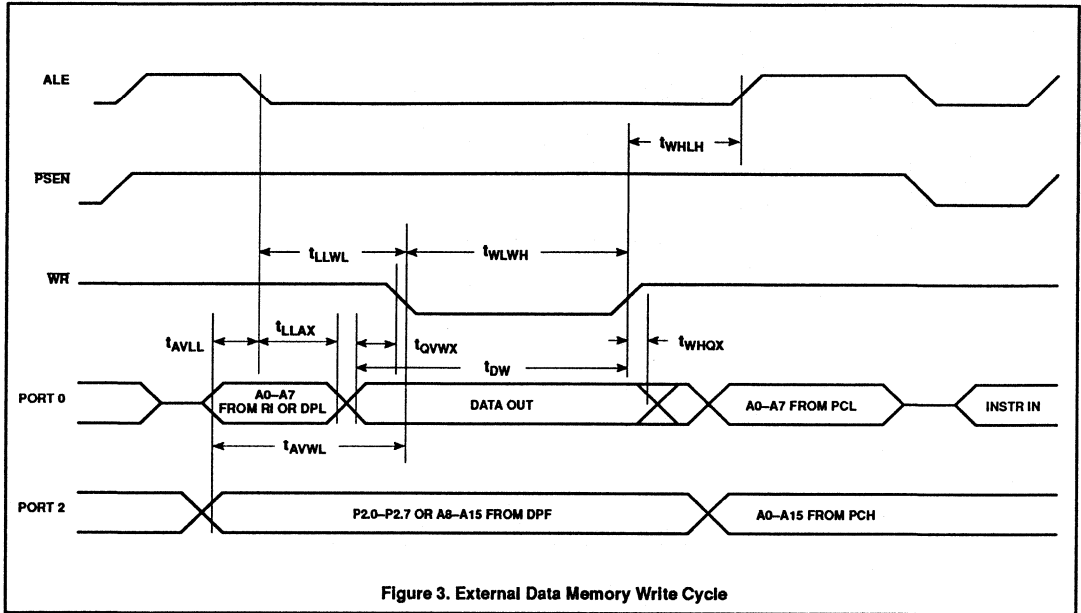 ALE
tWHLH
PSEN
tLLWL
tWLWH
WR
tAVLL
tLLAX
tQVWX
tWHQX
tDW
PORT 0
A0–A7
FROM RI OR DPL
DATA OUT
A0–A7 FROM PCL
INSTR IN
tAVWL
PORT 2
P2.0–P2.7 OR A8–A15 FROM DPF
A0–A15 FROM PCH
Figure 3. External Data Memory Write Cycle